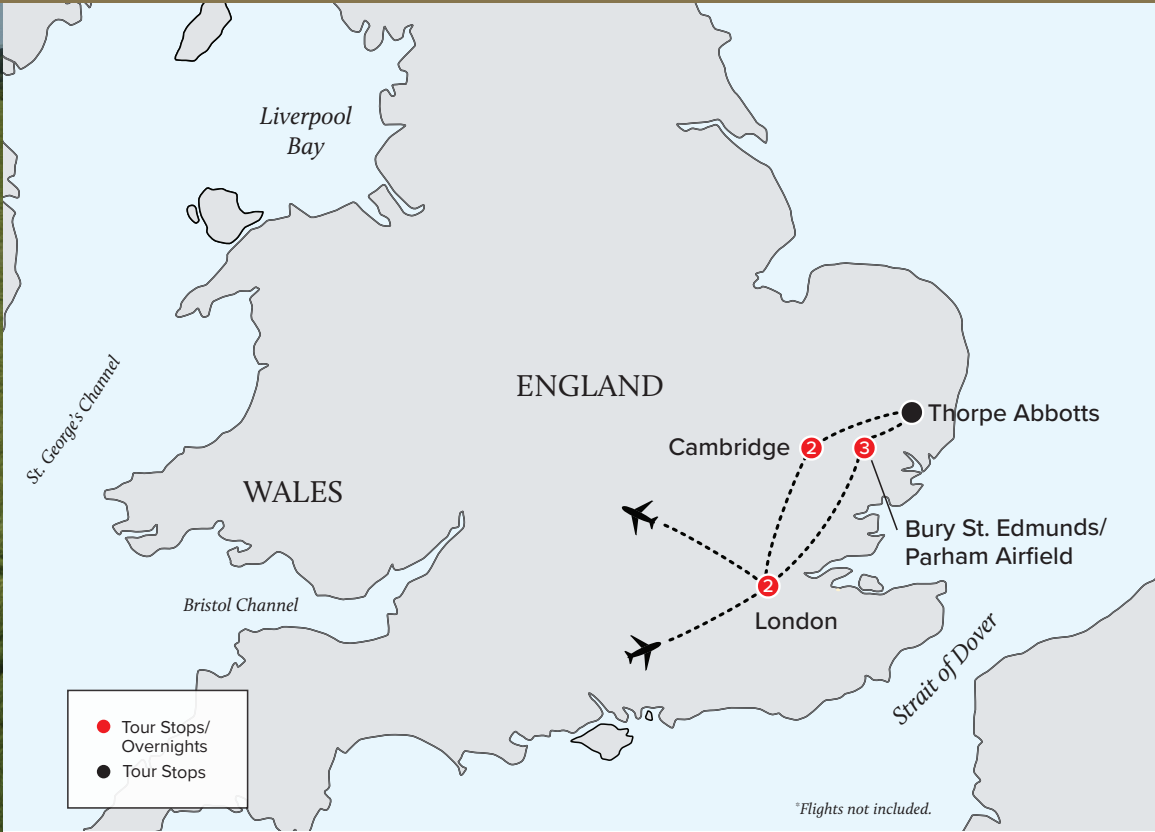 Liverpool
Bay
ENGLAND
St. George's Channel
Thorpe Abbotts
Cambridge
2
3
WALES
Bury St. Edmunds/
Parham Airfield
2
Bristol Channel
London
Strait of Dover
Tour Stops/
Overnights
Tour Stops
*Flights not included.